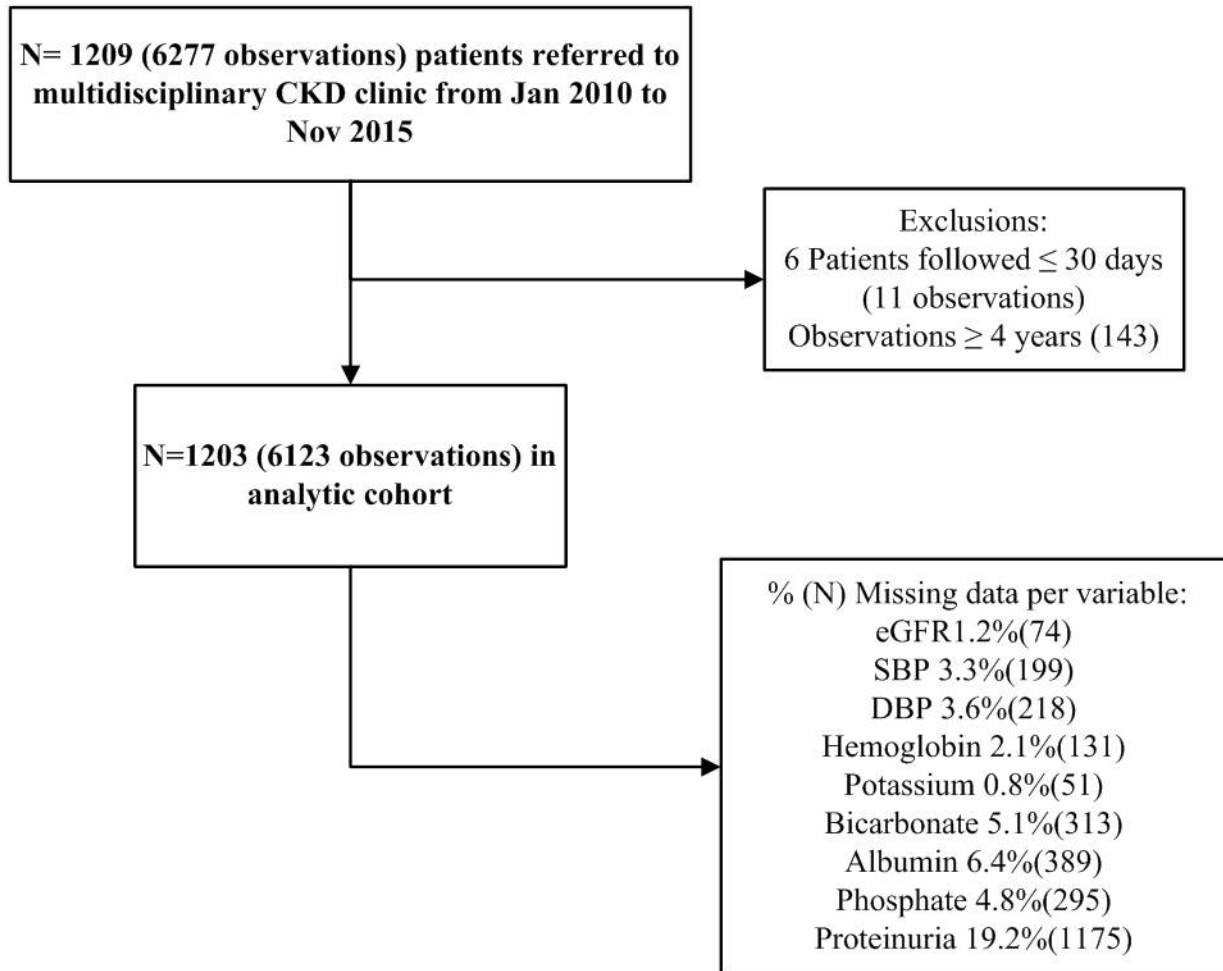 N= 1209 (6277 observations) patients referred to
multidisciplinary CKD clinic from Jan 2010 to
Nov 2015
Exclusions:
6 Patients followed ≤ 30 days
(11 observations)
Observations ≥ 4 years (143)
N=1203 (6123 observations) in
analytic cohort
% (N) Missing data per variable:
eGFR1.2%(74)
SBP 3.3%(199)
DBP 3.6%(218)
Hemoglobin 2.1%(131)
Potassium 0.8%(51)
Bicarbonate 5.1%(313)
Albumin 6.4%(389)
Phosphate 4.8%(295)
Proteinuria 19.2%(1175)